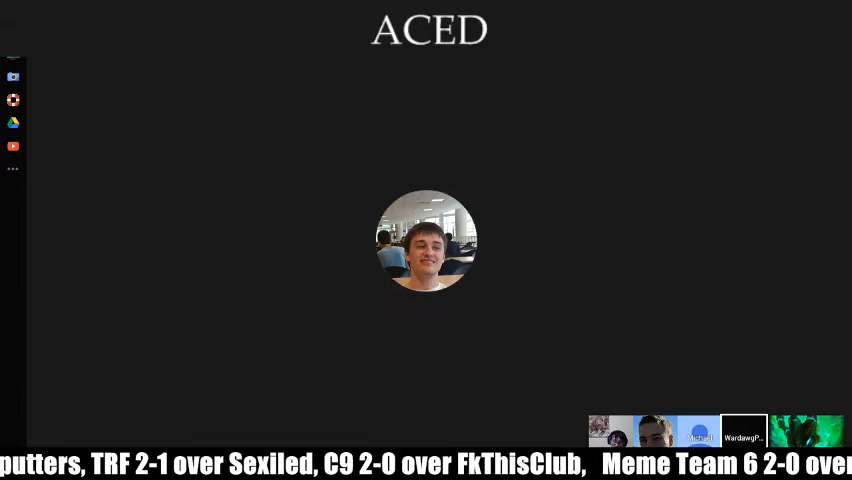 ACED
Michael
WardawgP...
putters, TRF 2-1 over Sexiled, C9 2-0 over FkThisClub, Meme Team 6 2-0 over